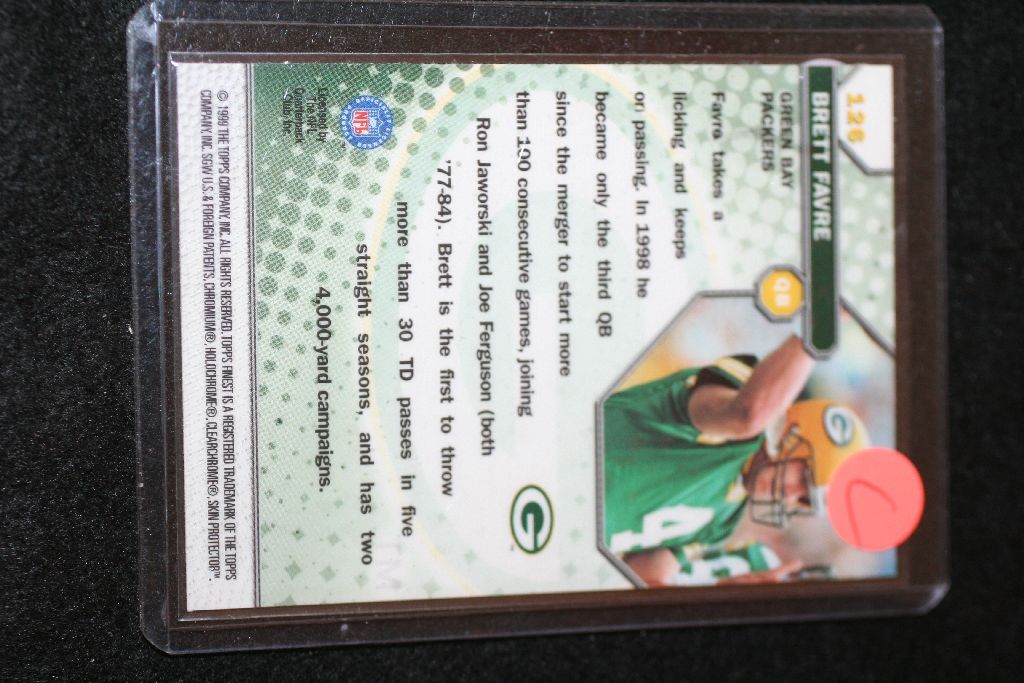 126
BRETT FAVRE
GREEN BAY
PACKERS
QB
Favre takes a
licking and keeps
on passing. In 1998 he
became only the third QB
since the merger to start more
than 190 consecutive games, joining
Ron Jaworski and Joe Ferguson (both
'77-84). Brett is the first to throw
more than 30 TD passes in five
straight seasons, and has two
4,000-yard campaigns.
G
G
4
C
NFL
© 1999 THE TOPPS COMPANY, INC. ALL RIGHTS RESERVED. TOPPS FINEST IS A REGISTERED TRADEMARK OF THE TOPPS
COMPANY, INC. SGW U.S. & FOREIGN PATENTS. CHROMIUM®, HOLOCHROME®, CLEARCHROME®, SKIN PROTECTOR™.